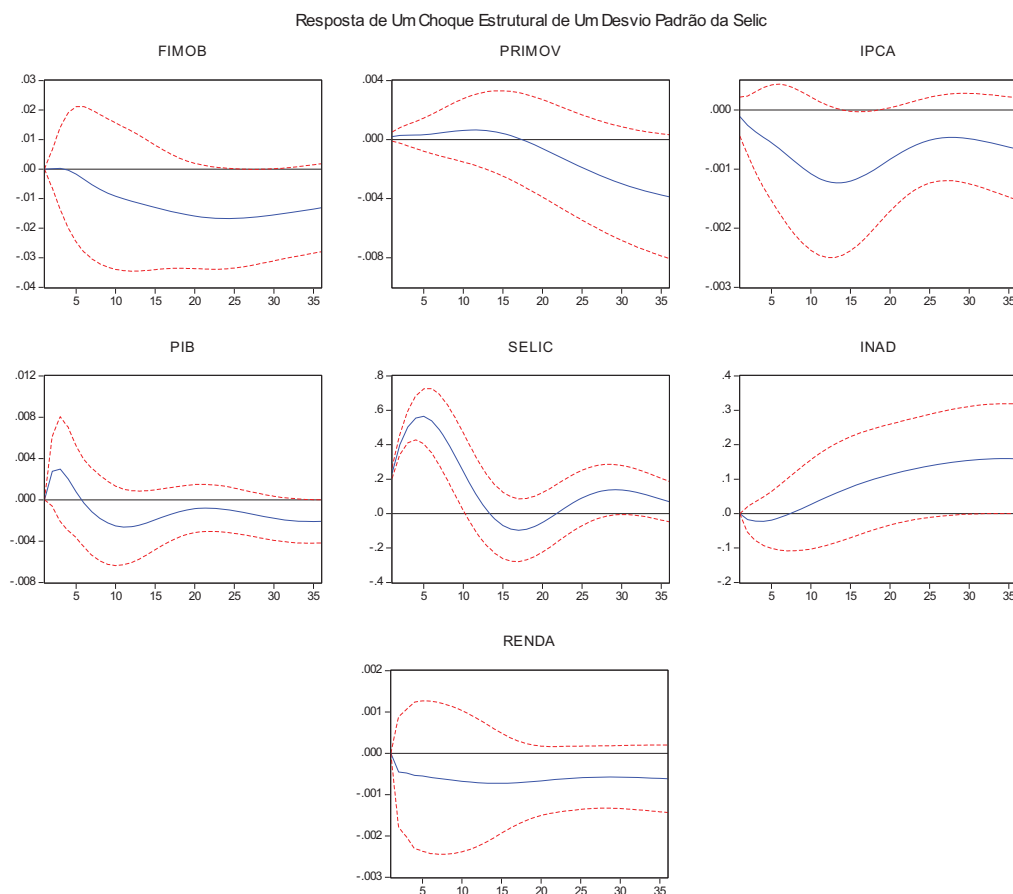 Resposta de Um Choque Estrutural de Um Desvio Padrão da Selic
FIMOB
.03
.02
.01
.00
-.01
-.02
-.03
-.04
5 10 15 20 25 30 35
PRIMOV
.004
.000
-.004
-.008
5 10 15 20 25 30 35
IPCA
.000
-.001
-.002
-.003
5 10 15 20 25 30 35
PIB
.012
.008
.004
.000
-.004
-.008
5 10 15 20 25 30 35
SELIC
.8
.6
.4
.2
.0
-.2
-.4
5 10 15 20 25 30 35
INAD
.4
.3
.2
.1
.0
-.1
-.2
5 10 15 20 25 30 35
RENDA
.002
.001
.000
-.001
-.002
-.003
5 10 15 20 25 30 35